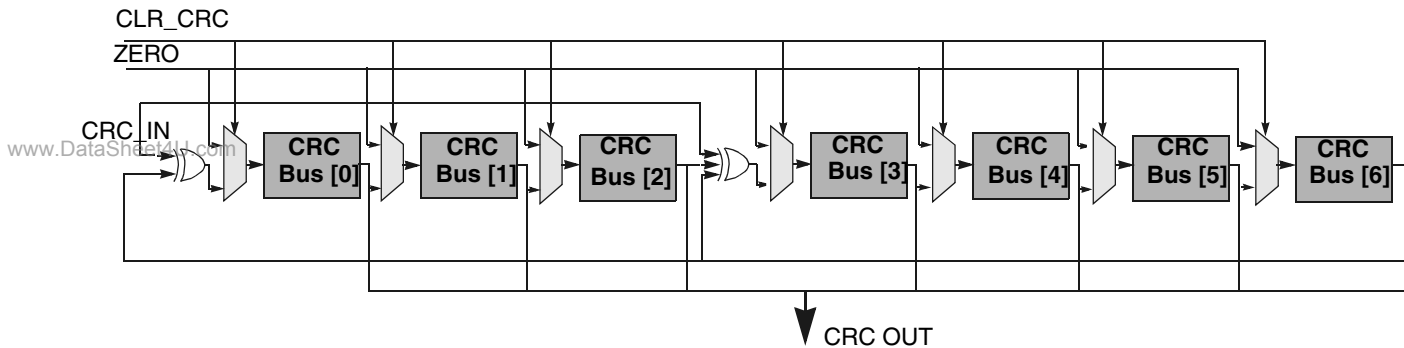 CLR_CRC
ZERO
CRC_IN
www.DataSheet4U.com
CRC
Bus [0]
CRC
Bus [1]
CRC
Bus [2]
CRC
Bus [3]
CRC
Bus [4]
CRC
Bus [5]
CRC
Bus [6]
CRC OUT